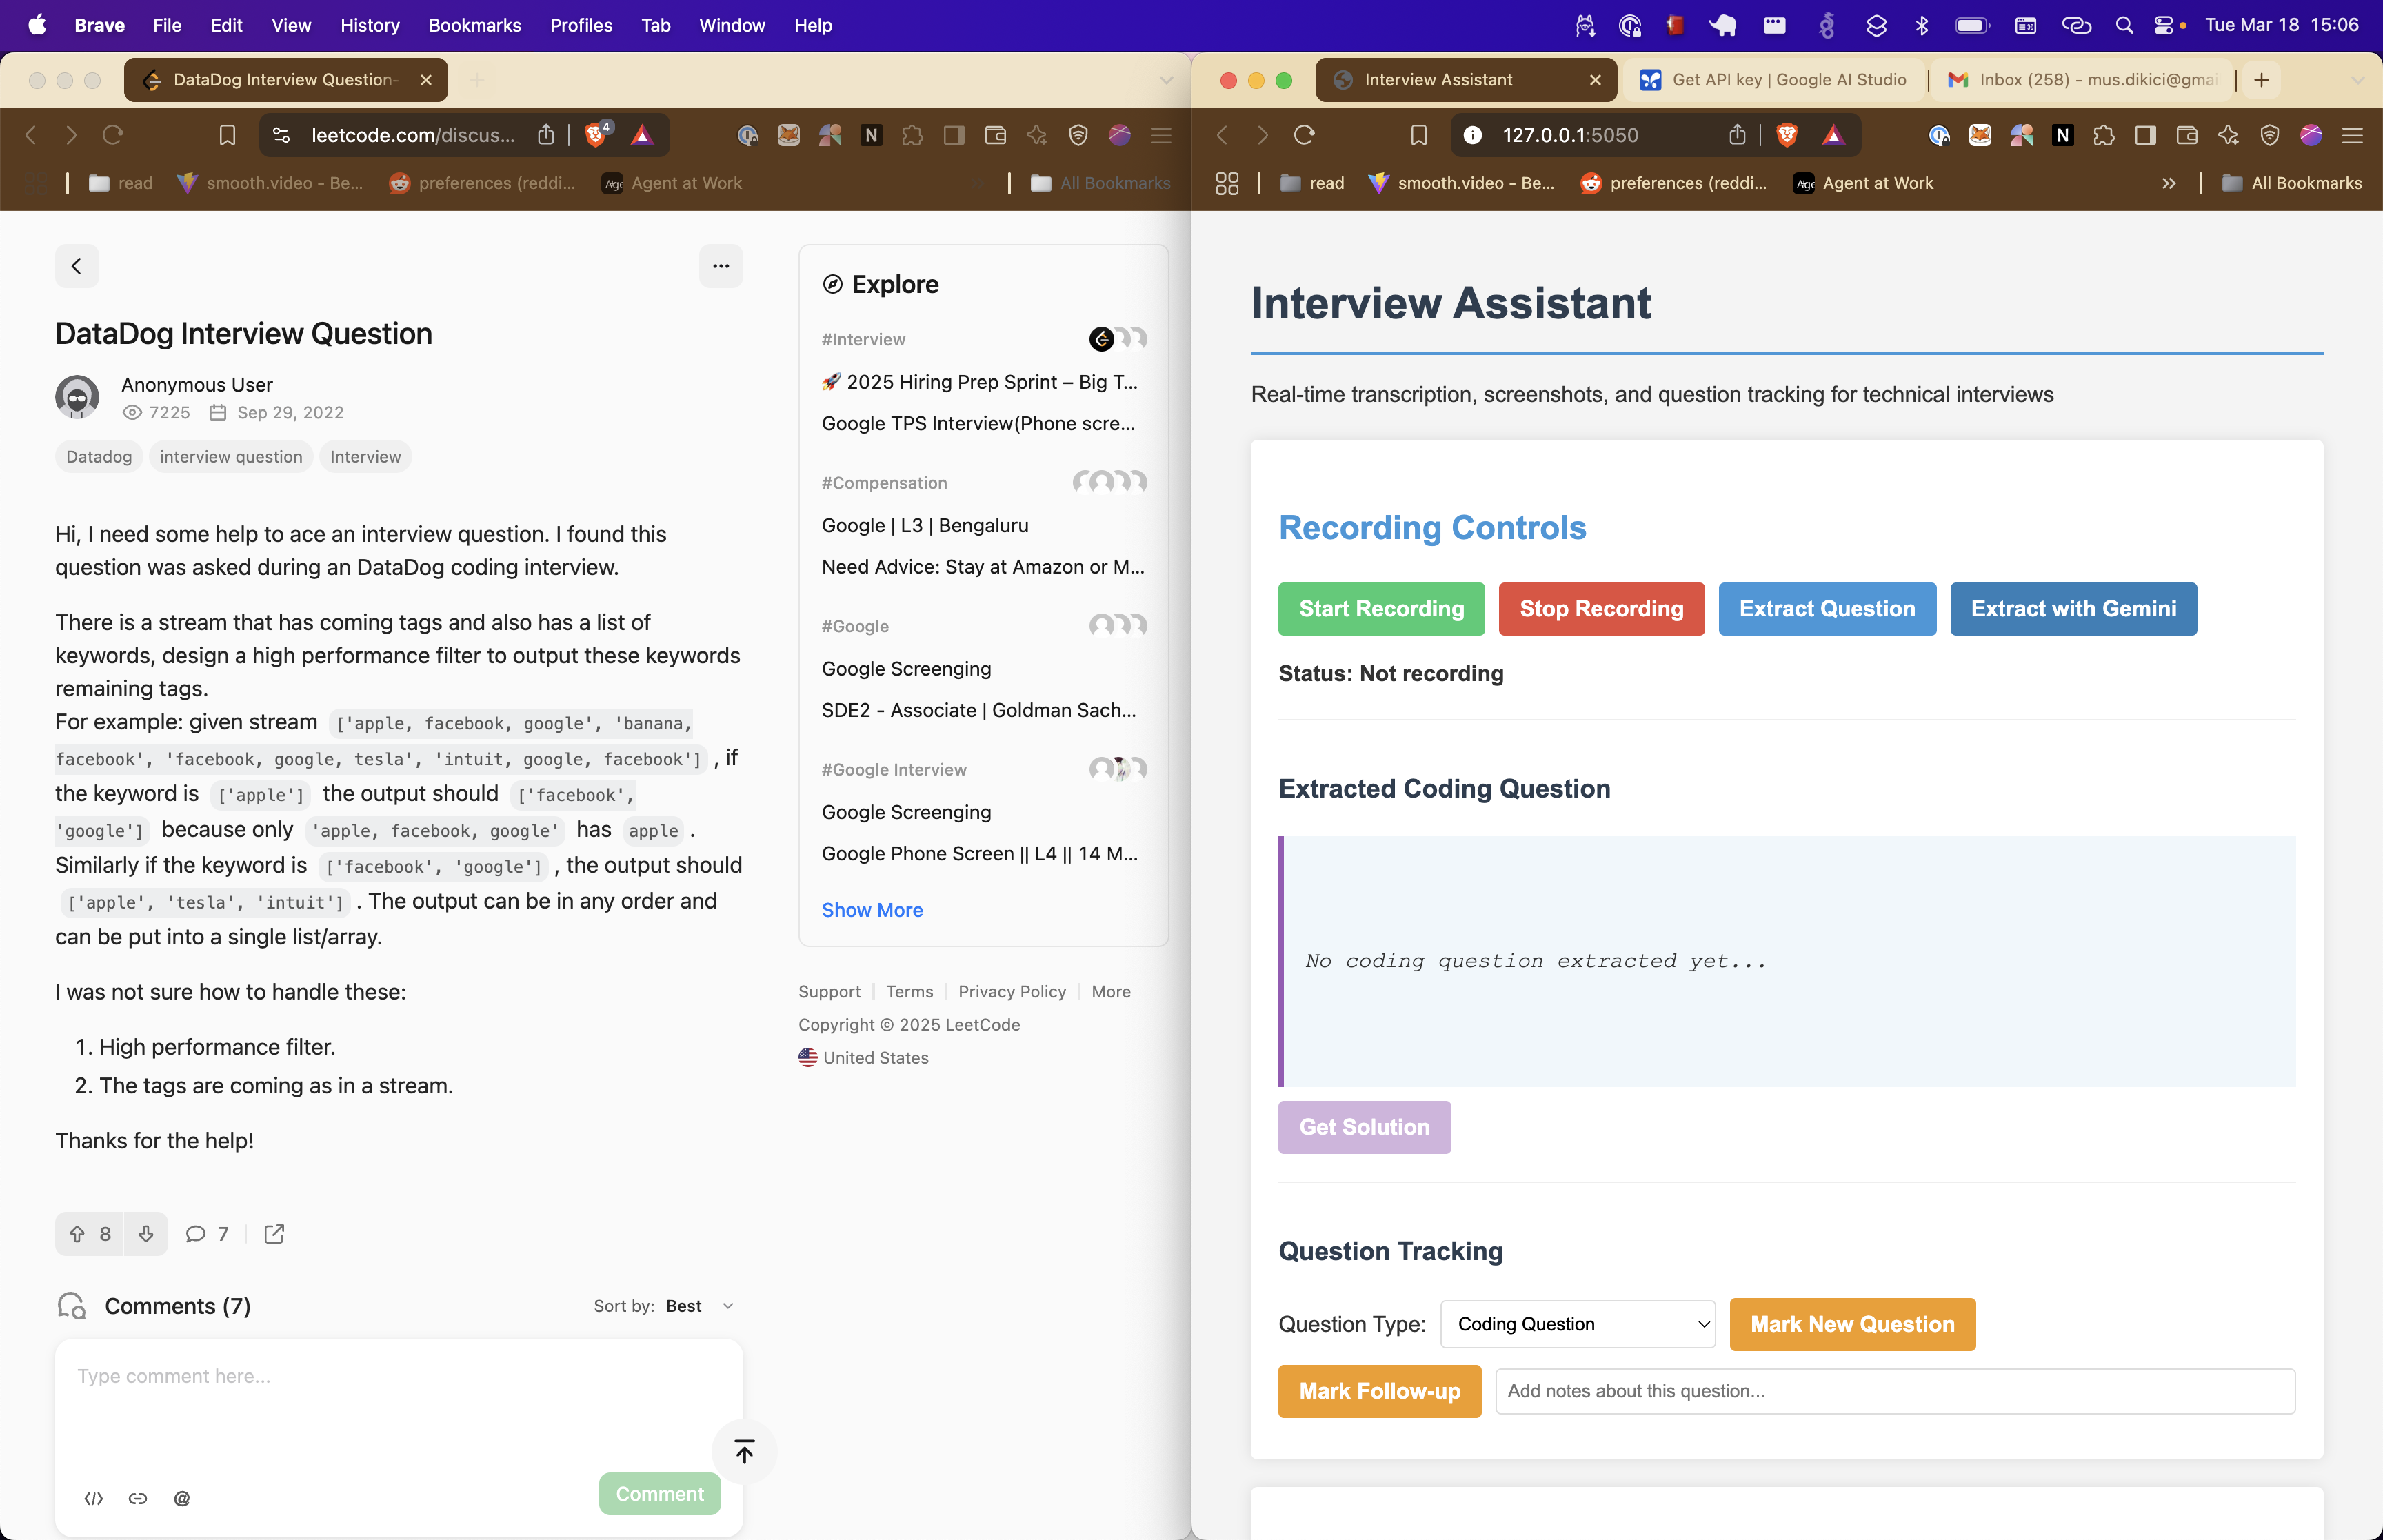 Brave File Edit View History Bookmarks Profiles Tab Window Help
Tue Mar 18 15:06
DataDog Interview Question-
leetcode.com/discus...
4
read
smooth.video - Be...
preferences (reddi...
Agent at Work
All Bookmarks
DataDog Interview Question
Anonymous User
7225 Sep 29, 2022
Datadog interview question Interview
Hi, I need some help to ace an interview question. I found this
question was asked during an DataDog coding interview.
There is a stream that has coming tags and also has a list of
keywords, design a high performance filter to output these keywords
remaining tags.
For example: given stream ['apple, facebook, google', 'banana,
facebook', 'facebook, google, tesla', 'intuit, google, facebook'] , if
the keyword is ['apple'] the output should ['facebook',
'google'] because only 'apple, facebook, google' has apple .
Similarly if the keyword is ['facebook', 'google'] , the output should
['apple', 'tesla', 'intuit'] . The output can be in any order and
can be put into a single list/array.
I was not sure how to handle these:
1. High performance filter.
2. The tags are coming as in a stream.
Thanks for the help!
8 7
Comments (7)
Sort by: Best
Type comment here...
</> @
Comment
Explore
#Interview
🚀 2025 Hiring Prep Sprint – Big T...
Google TPS Interview(Phone scre...
#Compensation
Google | L3 | Bengaluru
Need Advice: Stay at Amazon or M...
#Google
Google Screenging
SDE2 - Associate | Goldman Sach...
#Google Interview
Google Screenging
Google Phone Screen || L4 || 14 M...
Show More
Support Terms Privacy Policy More
Copyright © 2025 LeetCode
United States
Interview Assistant
Get API key | Google AI Studio
Inbox (258) - mus.dikici@gmai
127.0.0.1:5050
read
smooth.video - Be...
preferences (reddi...
Agent at Work
All Bookmarks
Interview Assistant
Real-time transcription, screenshots, and question tracking for technical interviews
Recording Controls
Start Recording Stop Recording Extract Question Extract with Gemini
Status: Not recording
Extracted Coding Question
No coding question extracted yet...
Get Solution
Question Tracking
Question Type: Coding Question Mark New Question
Mark Follow-up Add notes about this question...